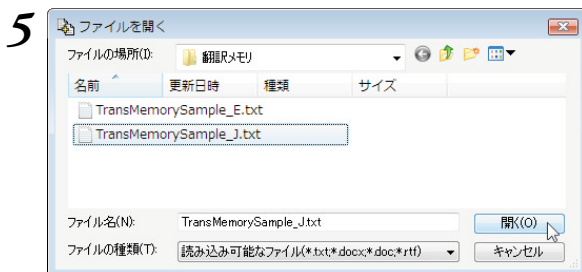 5
ファイルを開く
ファイルの場所(I):
翻訳メモリ
名前 更新日時 種類 サイズ
TransMemorySample_E.txt
TransMemorySample_J.txt
ファイル名(N): TransMemorySample_J.txt 開く(O)
ファイルの種類(T): 読み込み可能なファイル(*.txt;*.docx;*.doc;*.rtf) キャンセル